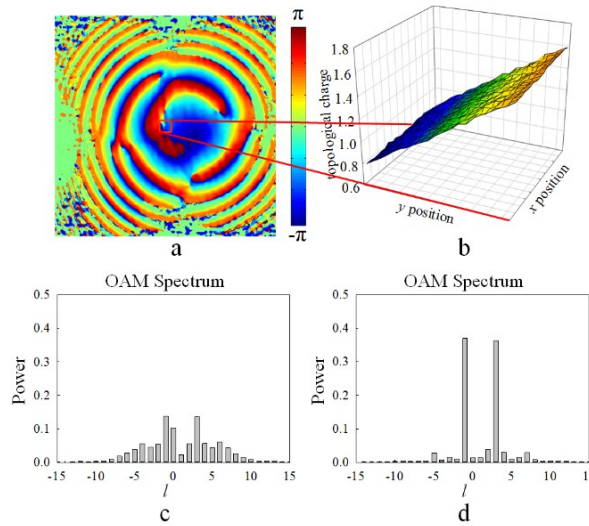 π
-π
a
1.8
1.6
1.4
1.2
1.0
0.8
0.6
topological charge
y position
x position
b
OAM Spectrum
Power
0.5
0.4
0.3
0.2
0.1
0.0
-15 -10 -5 0 5 10 15
l
c
OAM Spectrum
Power
0.5
0.4
0.3
0.2
0.1
0.0
-15 -10 -5 0 5 10
l
d